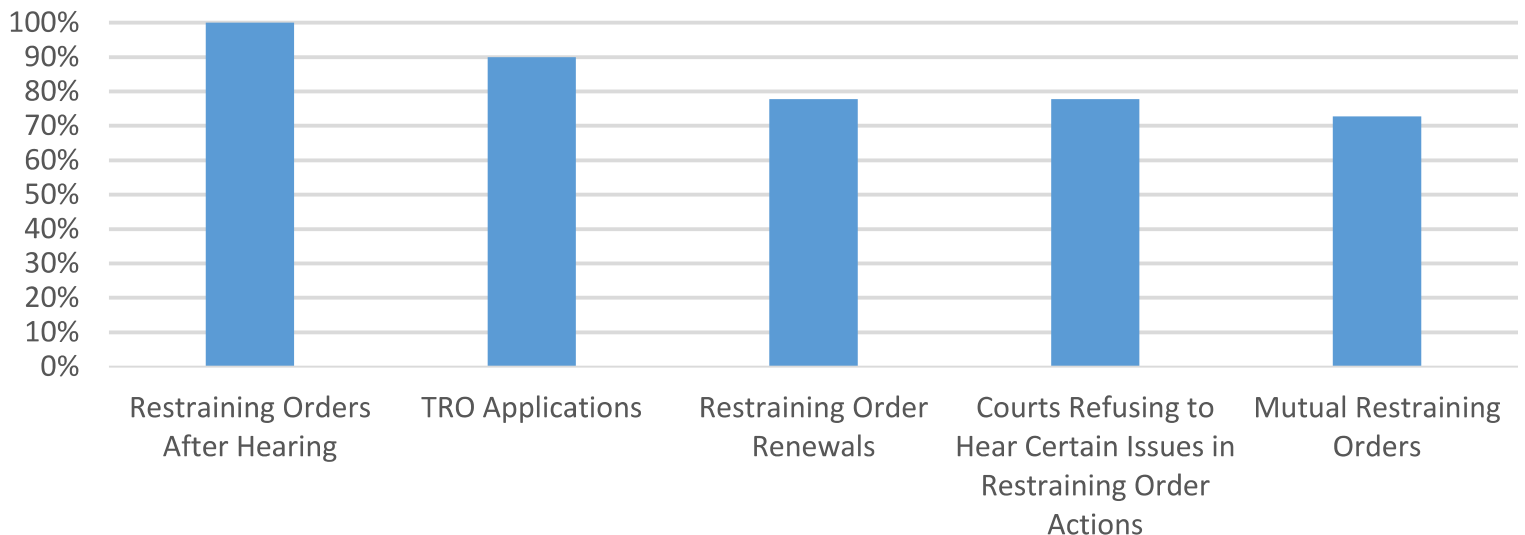 100%
90%
80%
70%
60%
50%
40%
30%
20%
10%
0%
Restraining Orders
After Hearing
TRO Applications
Restraining Order
Renewals
Courts Refusing to
Hear Certain Issues in
Restraining Order
Actions
Mutual Restraining
Orders